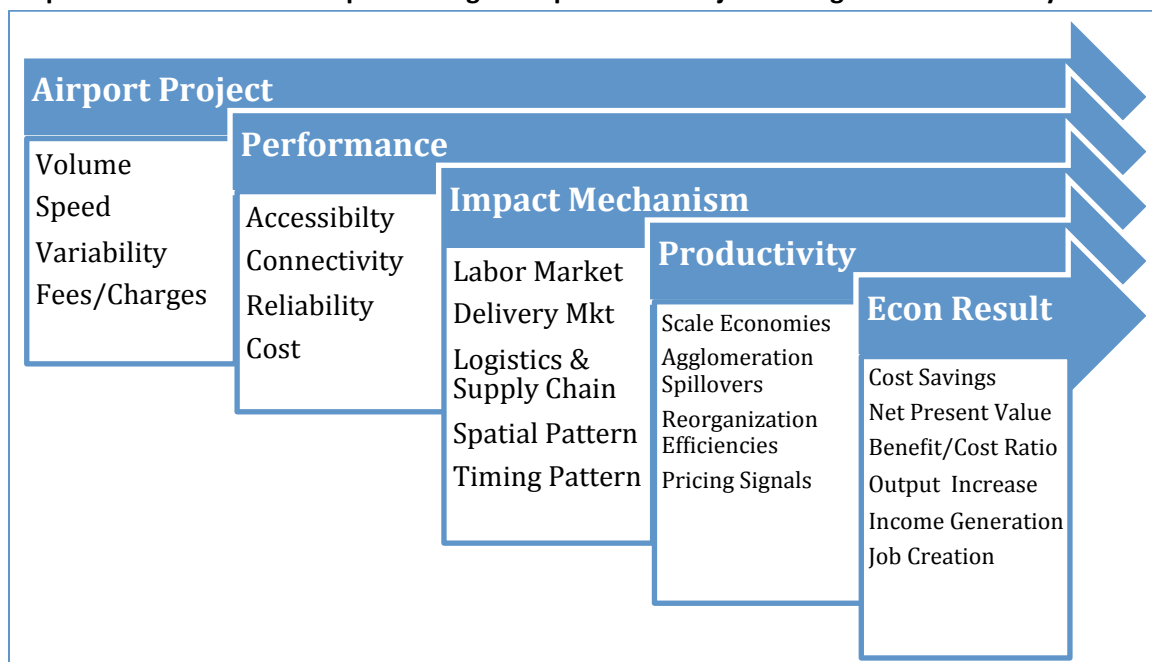 Airport Project
Volume
Speed
Variability
Fees/Charges
Performance
Accessibilty
Connectivity
Reliability
Cost
Impact Mechanism
Labor Market
Delivery Mkt
Logistics &
Supply Chain
Spatial Pattern
Timing Pattern
Productivity
Scale Economies
Agglomeration
Spillovers
Reorganization
Efficiencies
Pricing Signals
Econ Result
Cost Savings
Net Present Value
Benefit/Cost Ratio
Output Increase
Income Generation
Job Creation